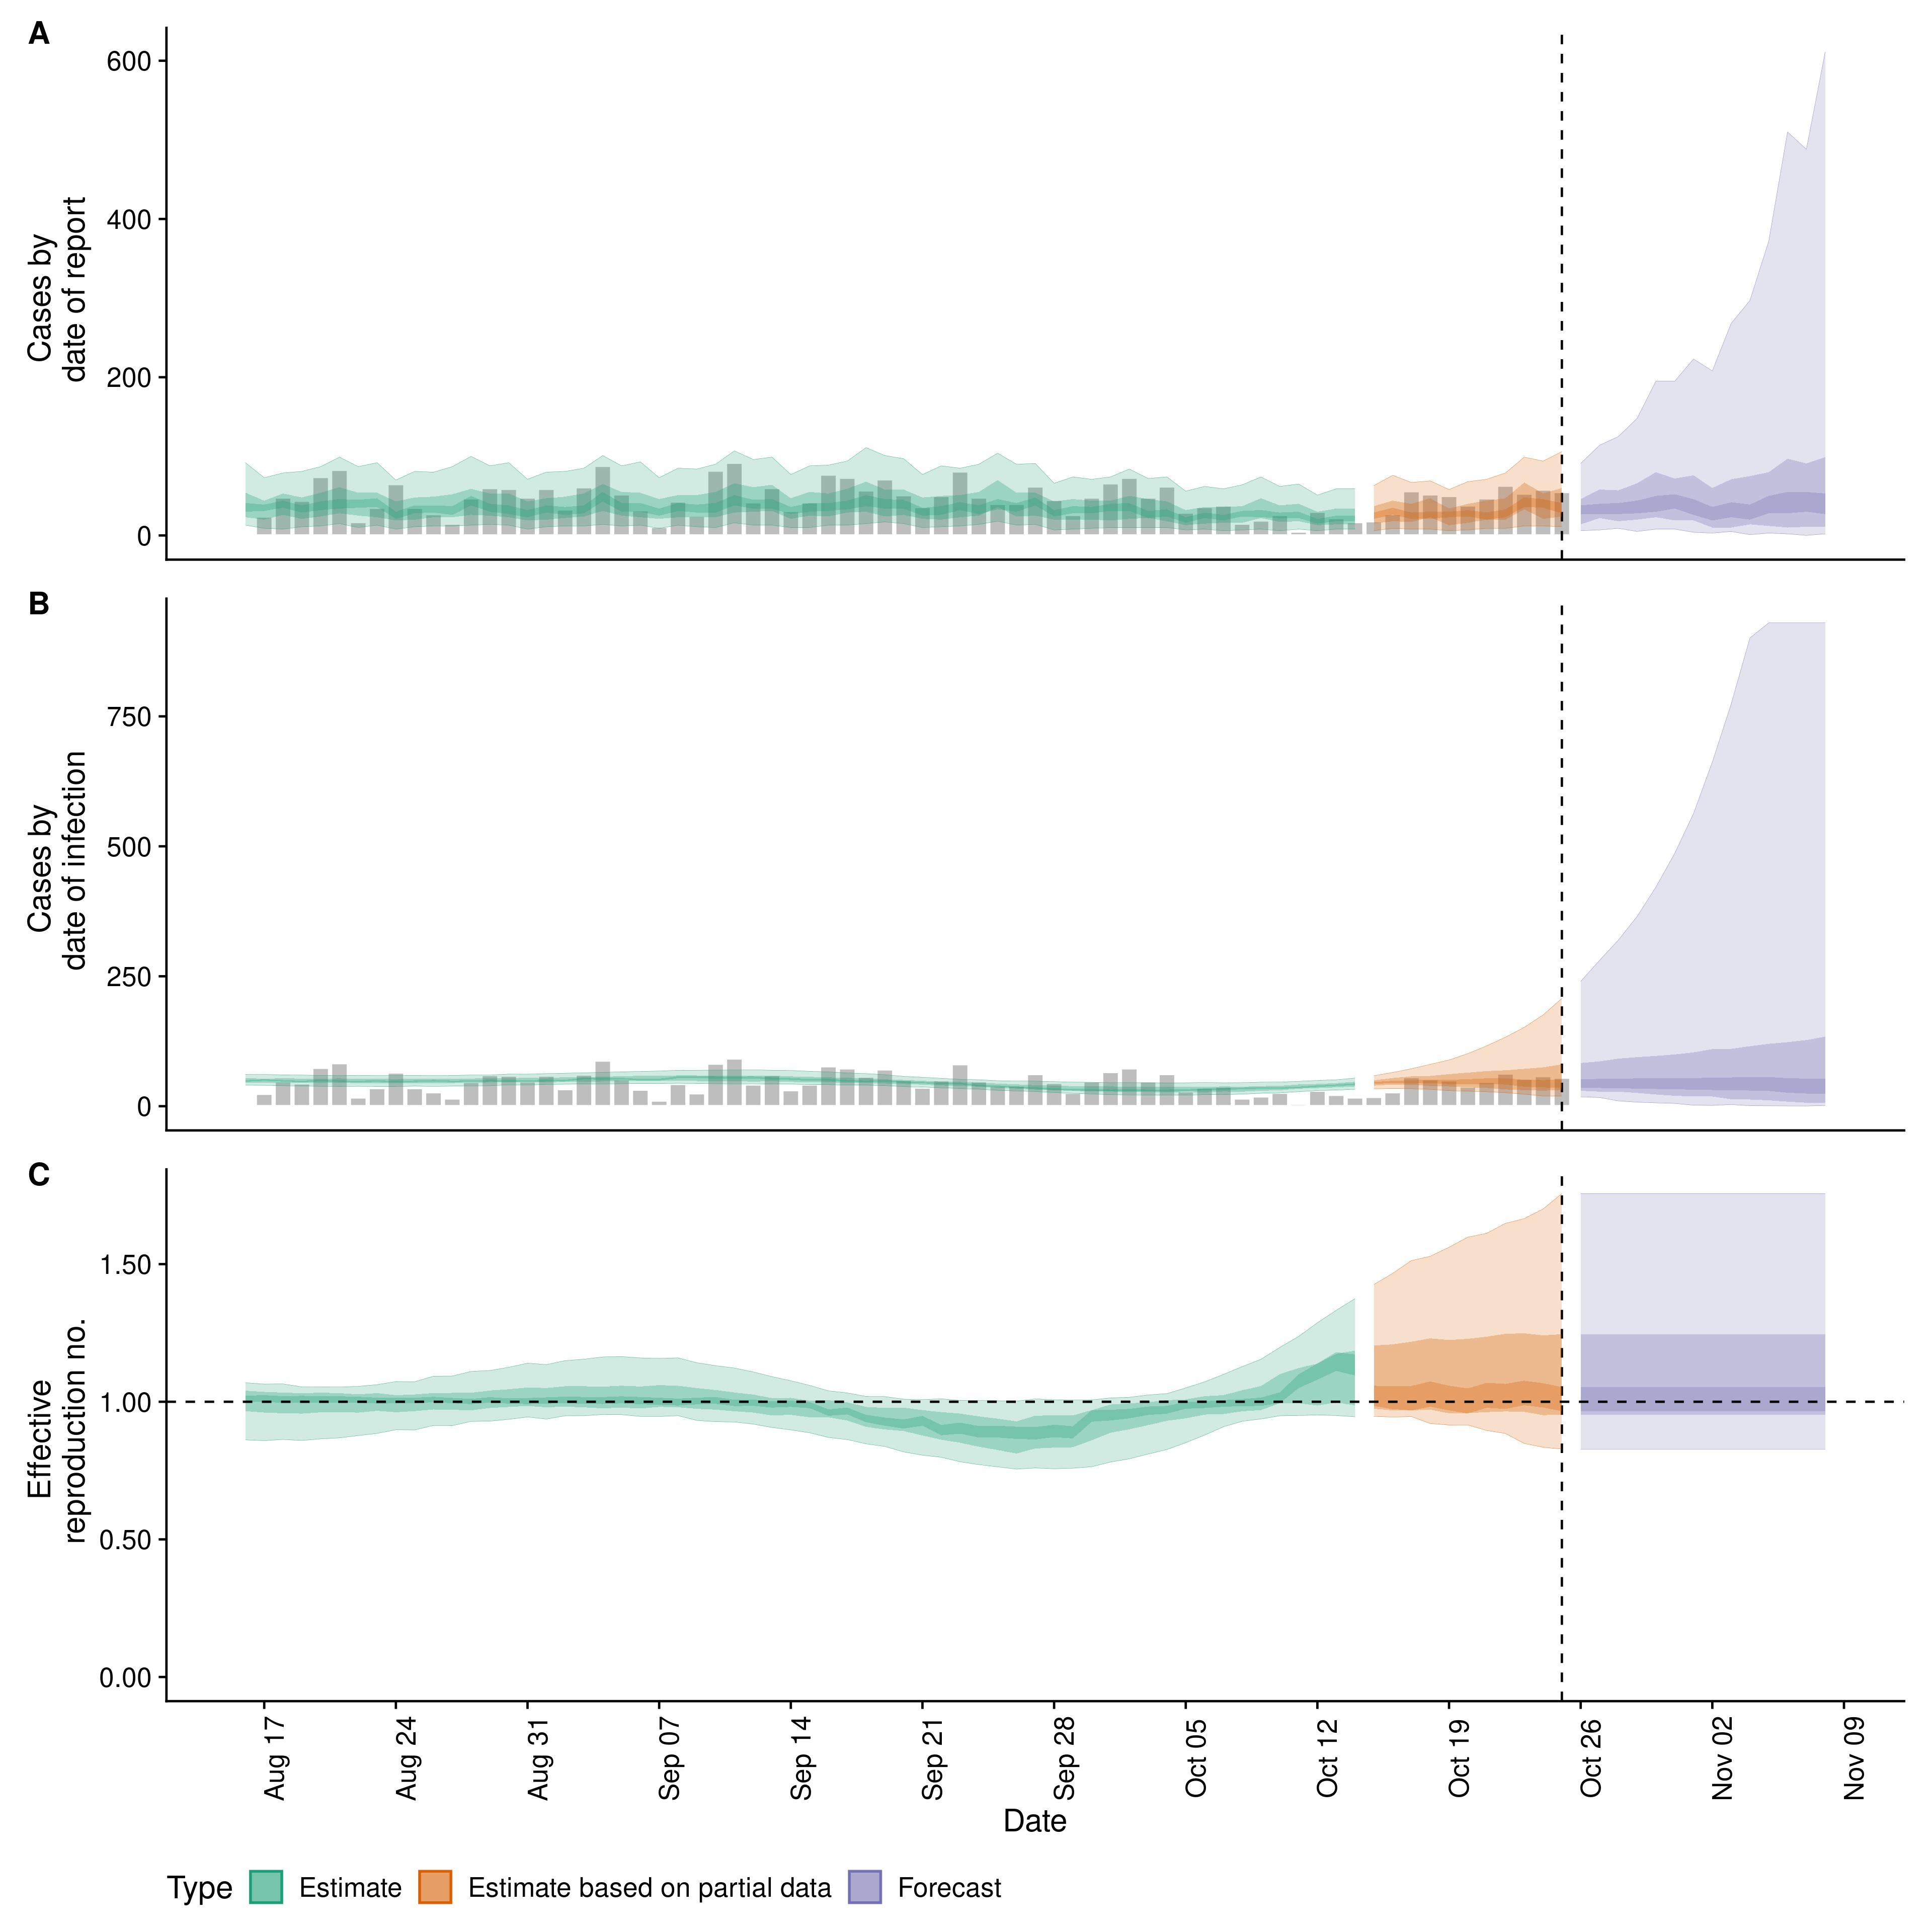 A
600
400
200
0
Cases by
date of report
B
750
500
250
0
Cases by
date of infection
C
1.50
1.00
0.50
0.00
Effective
reproduction no.
Aug 17
Aug 24
Aug 31
Sep 07
Sep 14
Sep 21
Sep 28
Oct 05
Oct 12
Oct 19
Oct 26
Nov 02
Nov 09
Date
Type Estimate Estimate based on partial data Forecast